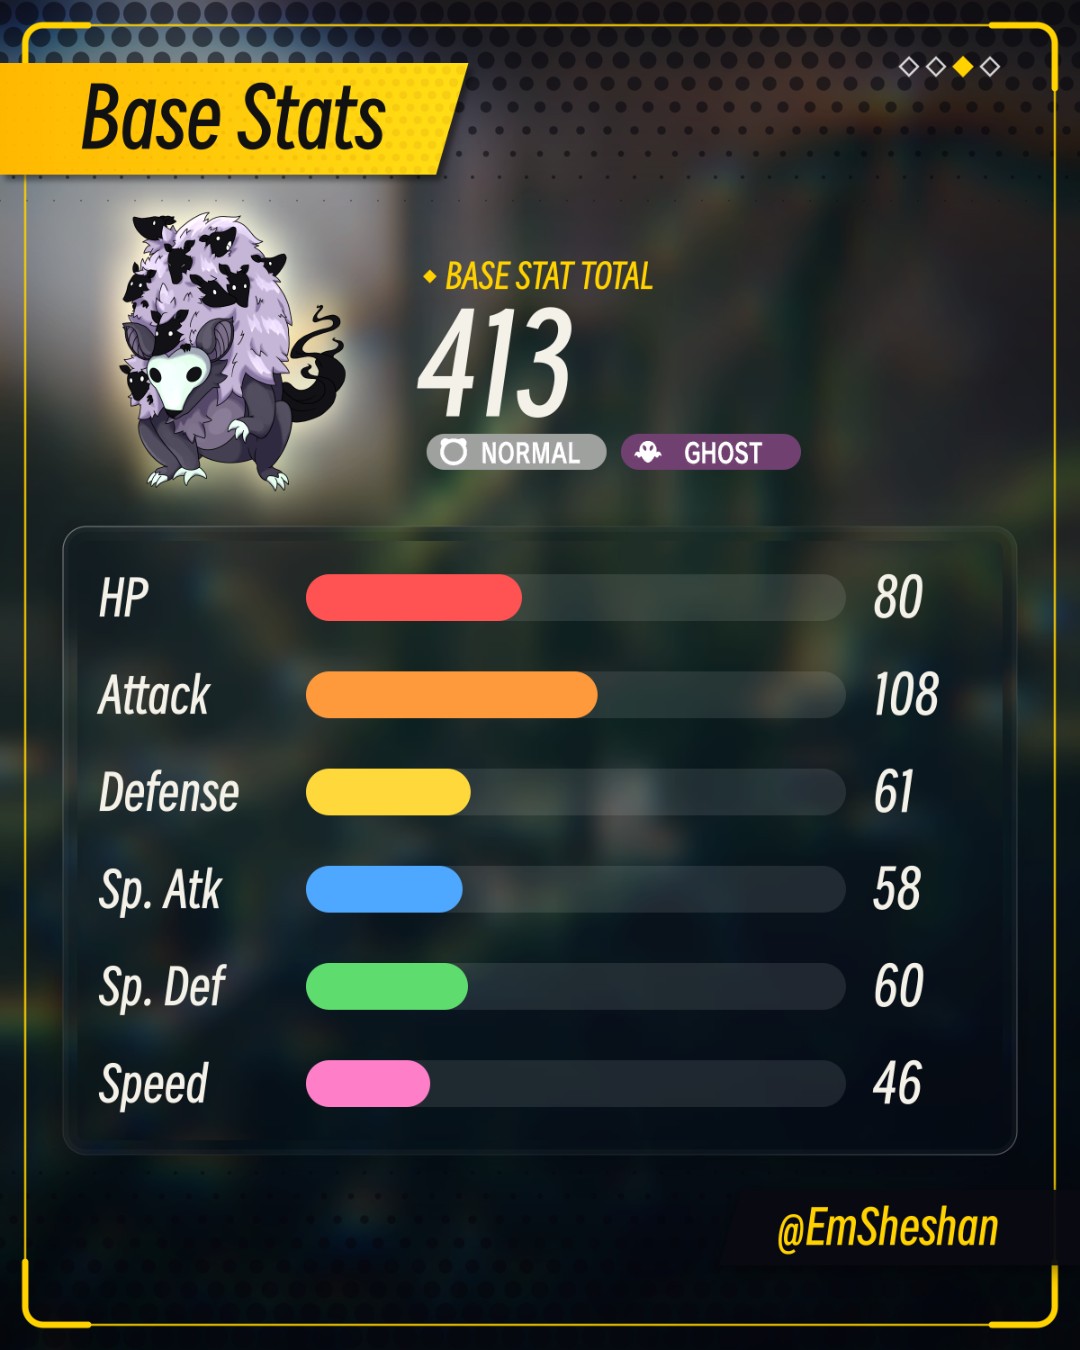 Base Stats
BASE STAT TOTAL
413
NORMAL GHOST
HP 80
Attack 108
Defense 61
Sp. Atk 58
Sp. Def 60
Speed 46
@EmSheshan